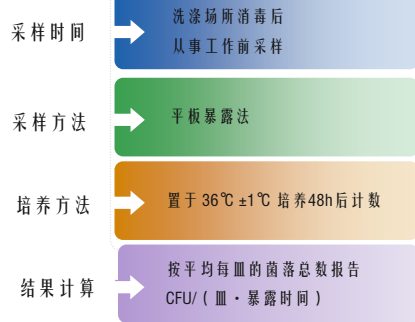 采样时间
洗涤场所消毒后
从事工作前采样
采样方法
平板暴露法
培养方法
置于 36℃ ±1℃ 培养48h后计数
结果计算
按平均每皿的菌落总数报告
CFU/（皿·暴露时间）